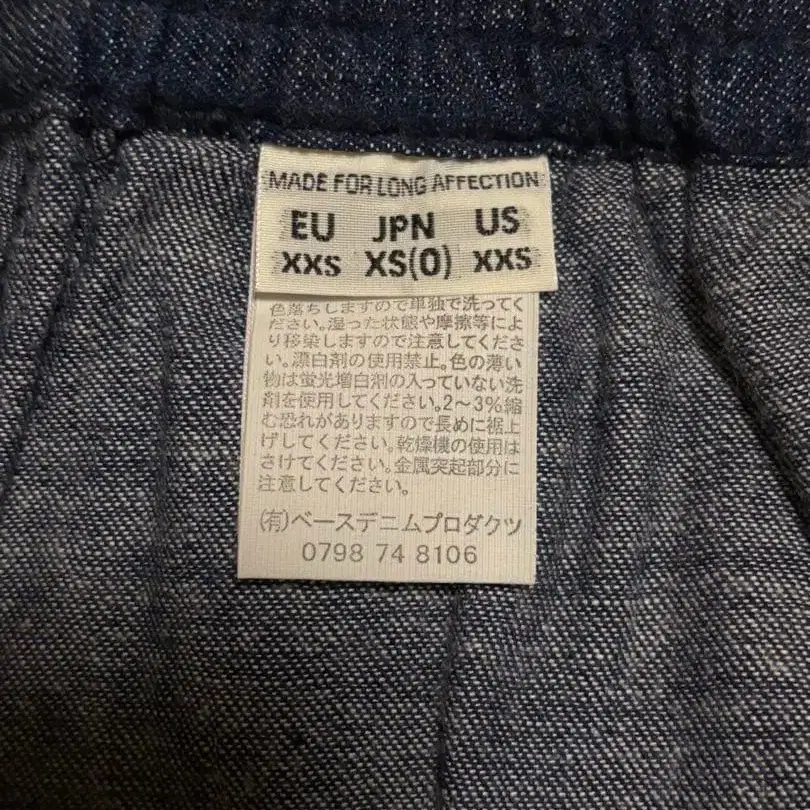 MADE FOR LONG AFFECTION
EU JPN US
XXS XS(0) XXS
色落ちしますので単独で洗ってく
ださい。湿った状態や摩擦等によ
り移染しますので注意してくださ
い。漂白剤の使用禁止。色の薄い
物は蛍光増白剤の入っていない洗
剤を使用してください。2～3%縮
む恐れがありますので長めに裾上
げしてください。乾燥機の使用は
さけてください。金属突起部分に
注意してください。
(有)ベースデニムプロダクツ
0798 74 8106